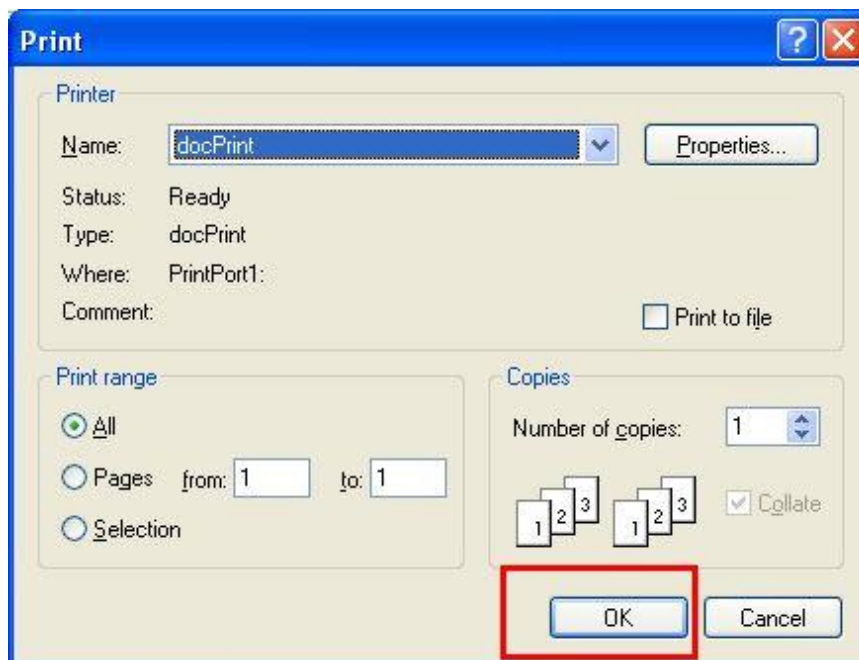 Print
Printer
Name: docPrint Properties...
Status: Ready
Type: docPrint
Where: PrintPort1:
Comment: Print to file
Print range
All
Pages from: 1 to: 1
Selection
Copies
Number of copies: 1
1 2 3 1 2 3 Collate
OK Cancel